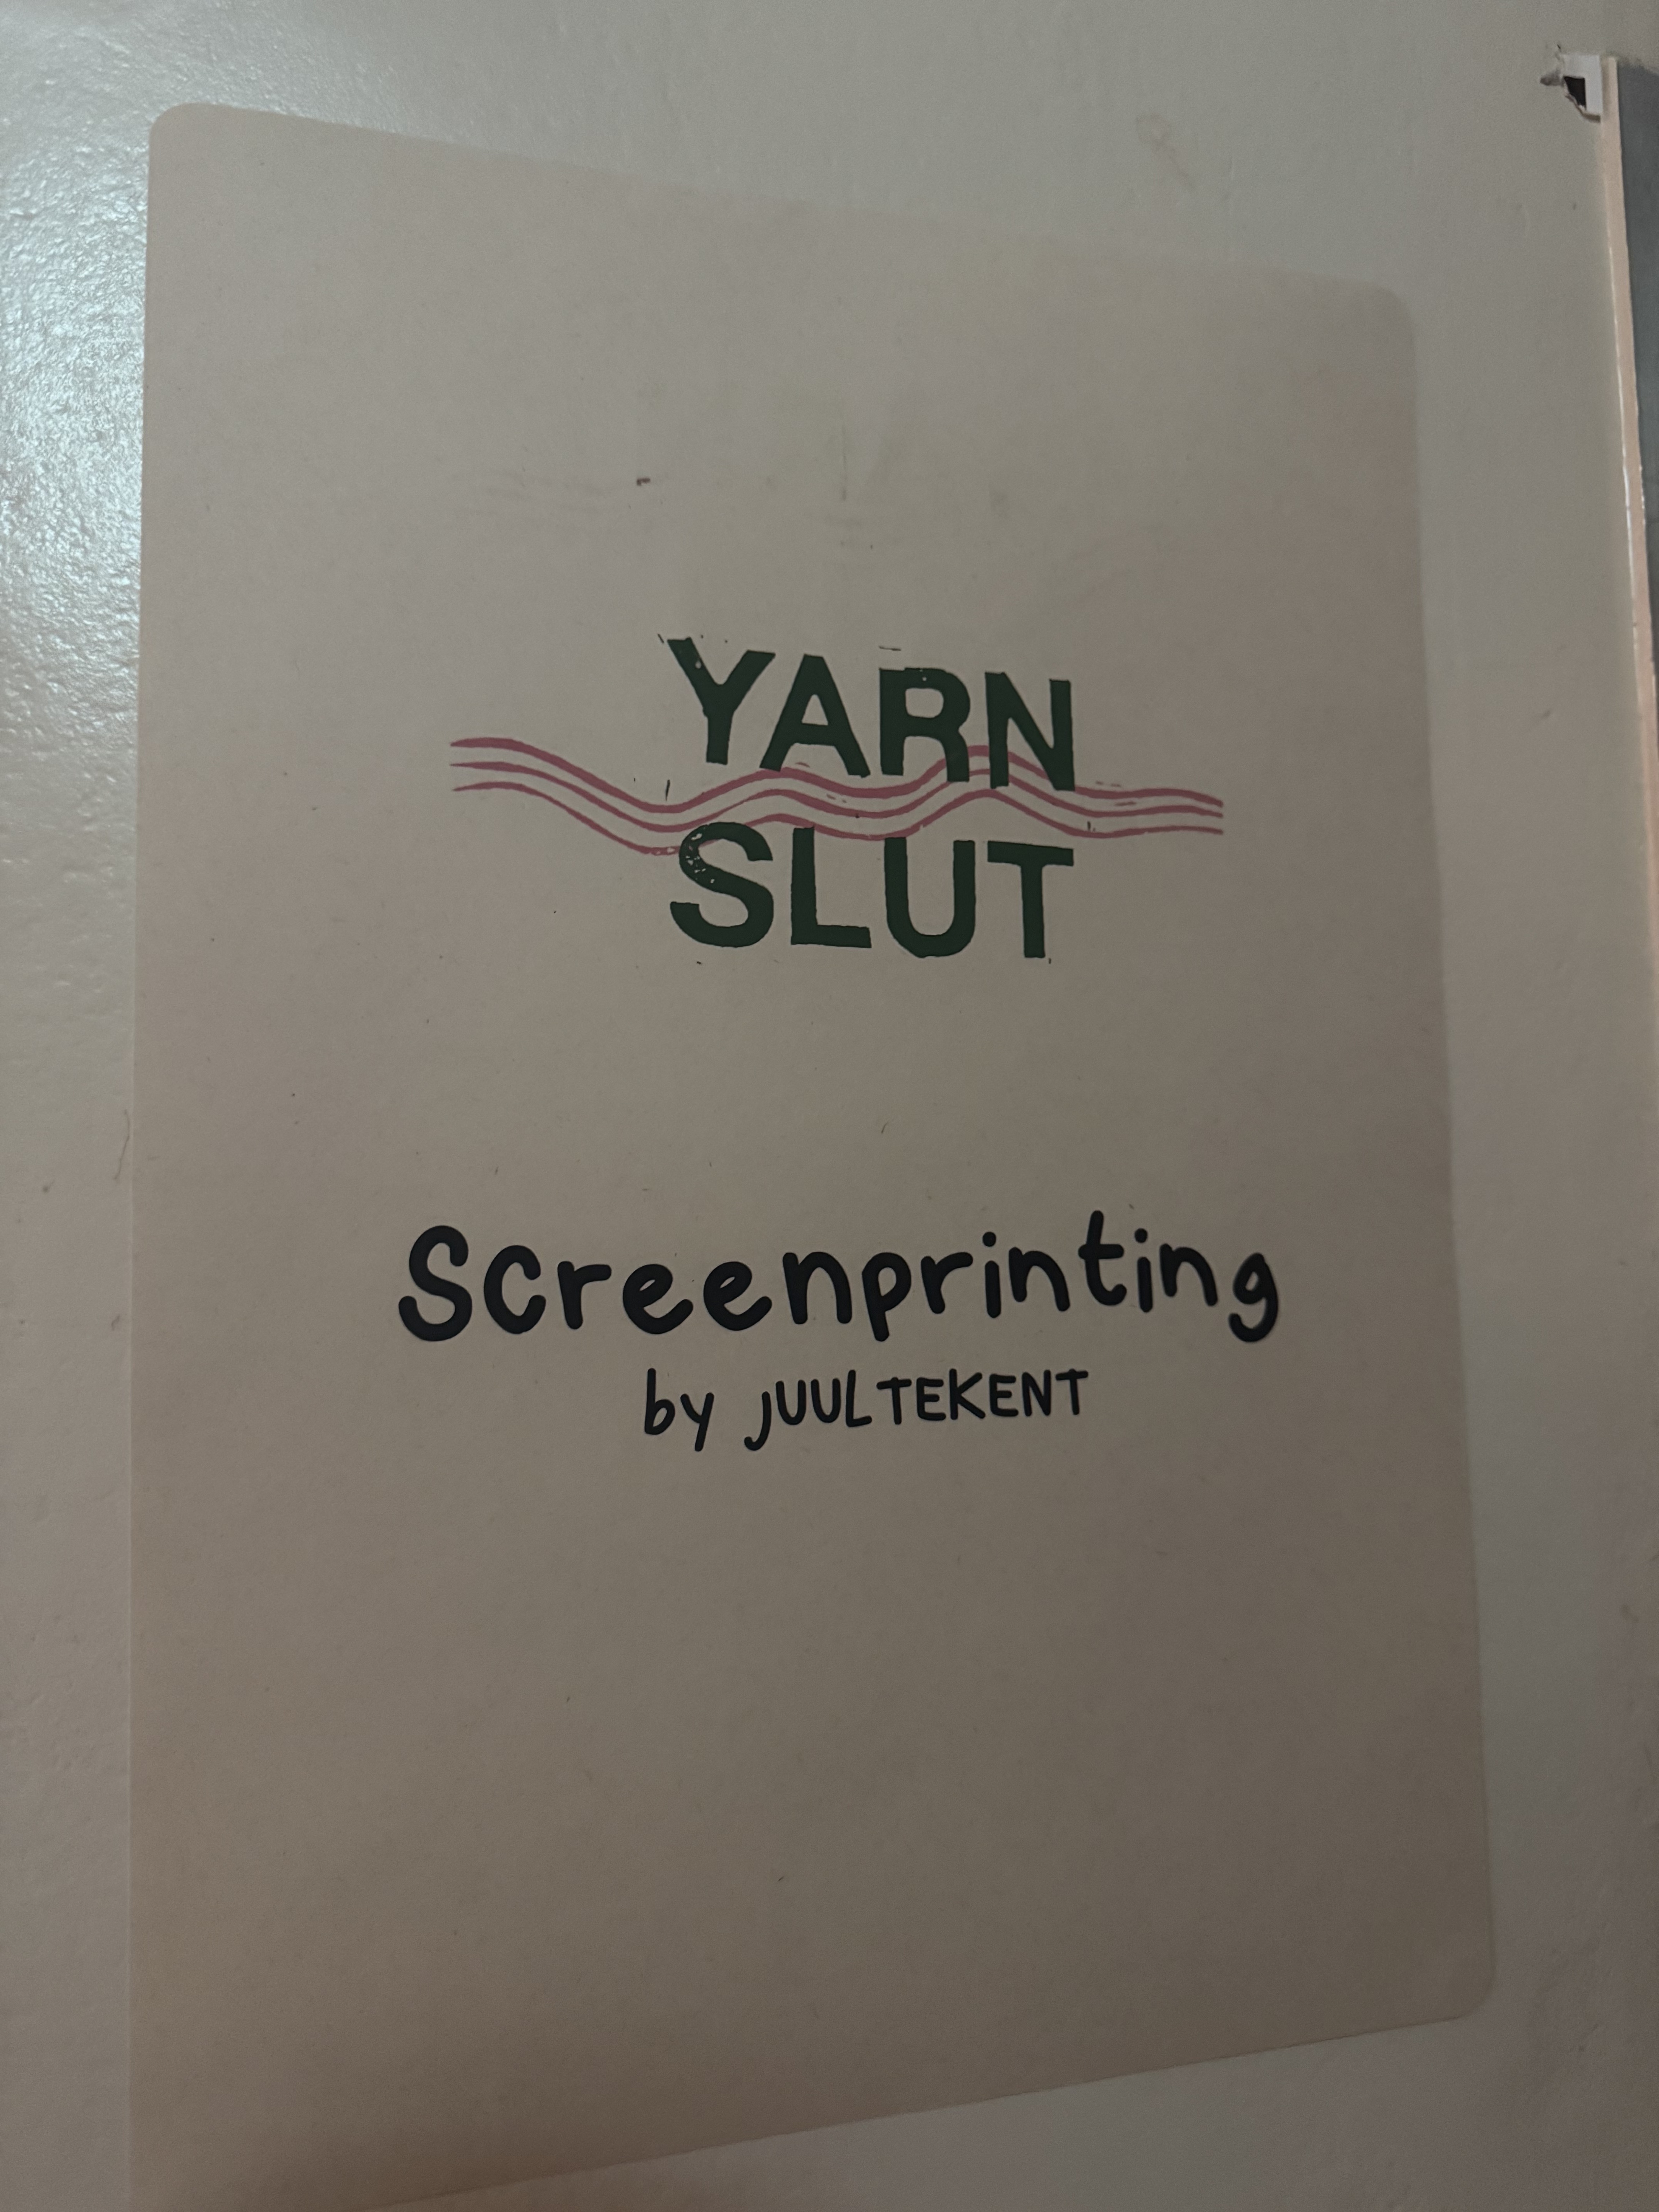 YARN
SLUT
Screenprinting
by JUULTEKENT